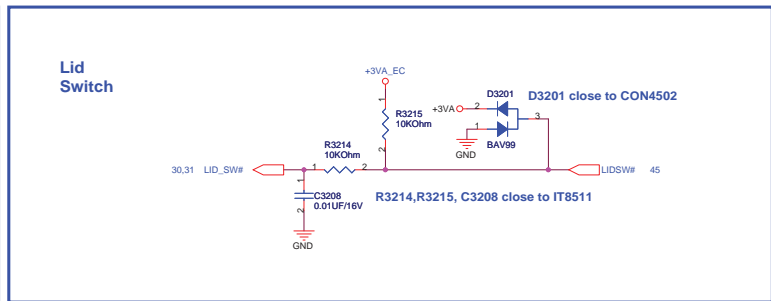 Lid
Switch
+3VA_EC
1
R3215
10KOhm
2
D3201
D3201 close to CON4502
+3VA
2
3
1
BAV99
GND
R3214
10KOhm
30,31 LID_SW#
1
2
LIDSW# 45
1
C3208
0.01UF/16V
2
R3214,R3215, C3208 close to IT8511
GND